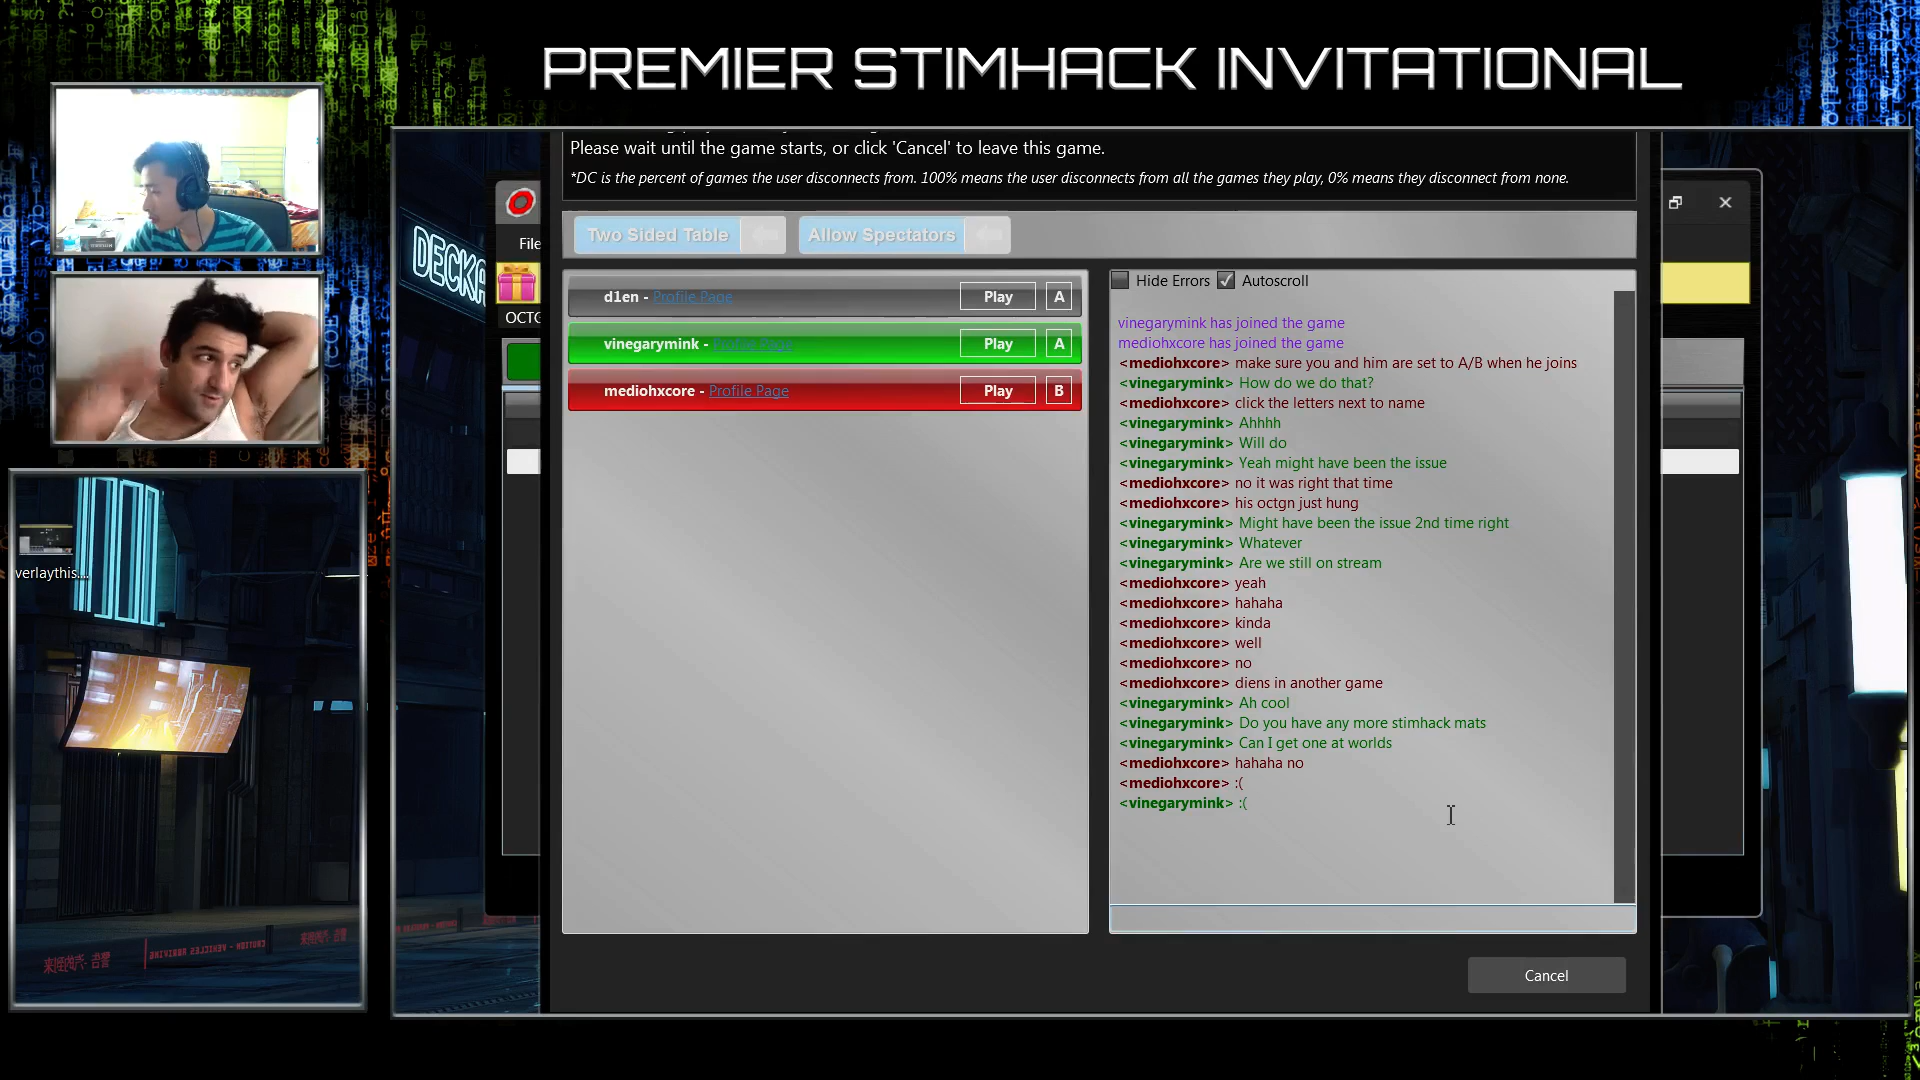 PREMIER STIMHACK INVITATIONAL
Please wait until the game starts, or click 'Cancel' to leave this game.
*DC is the percent of games the user disconnects from. 100% means the user disconnects from all the games they play, 0% means they disconnect from none.
Two Sided Table
Allow Spectators
File
OCTG
DECKA
d1en - Profile Page
Play
A
vinegarymink - Profile Page
Play
A
mediohxcore - Profile Page
Play
B
Hide Errors
Autoscroll
vinegarymink has joined the game
mediohxcore has joined the game
<mediohxcore> make sure you and him are set to A/B when he joins
<vinegarymink> How do we do that?
<mediohxcore> click the letters next to name
<vinegarymink> Ahhhh
<vinegarymink> Will do
<vinegarymink> Yeah might have been the issue
<mediohxcore> no it was right that time
<mediohxcore> his octgn just hung
<vinegarymink> Might have been the issue 2nd time right
<vinegarymink> Whatever
<vinegarymink> Are we still on stream
<mediohxcore> yeah
<mediohxcore> hahaha
<mediohxcore> kinda
<mediohxcore> well
<mediohxcore> no
<mediohxcore> diens in another game
<vinegarymink> Ah cool
<vinegarymink> Do you have any more stimhack mats
<vinegarymink> Can I get one at worlds
<mediohxcore> hahaha no
<mediohxcore> :(
<vinegarymink> :(
Cancel
verlaythis....
CAUTION - VEHICLES ARRIVING